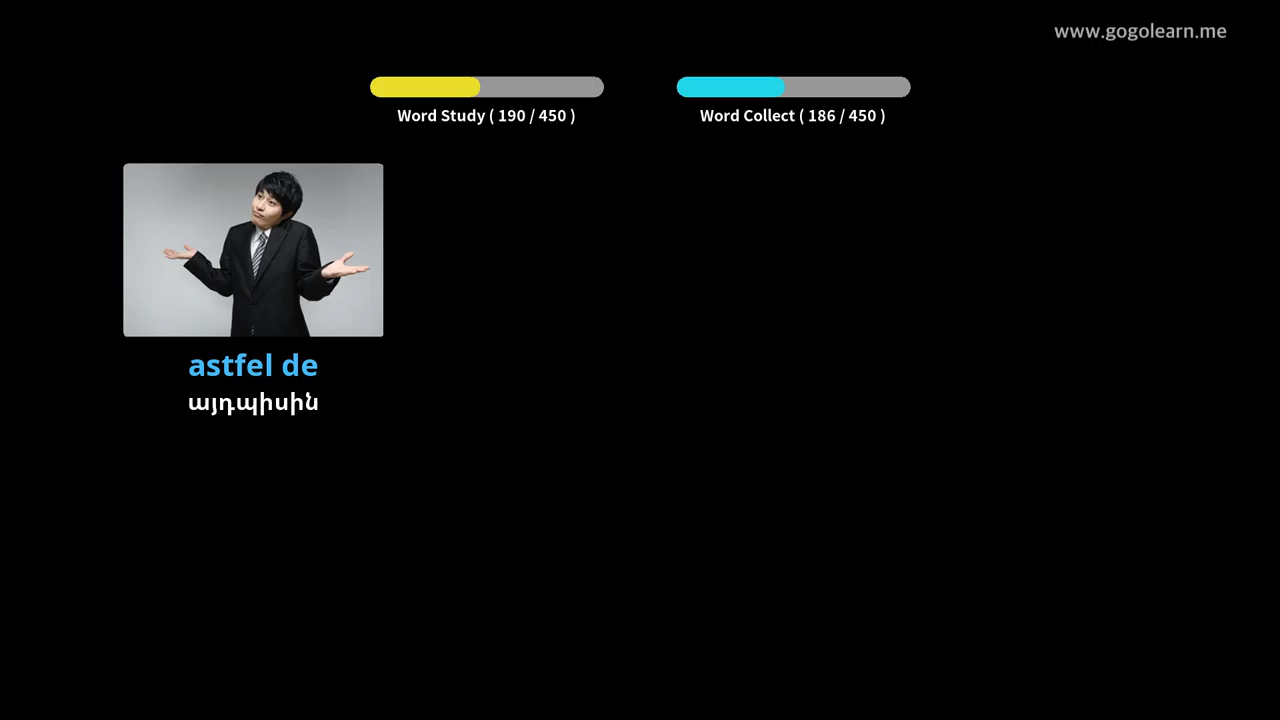 www.gogolearn.me
Word Study ( 190 / 450 )
Word Collect ( 186 / 450 )
astfel de
այդպիսին